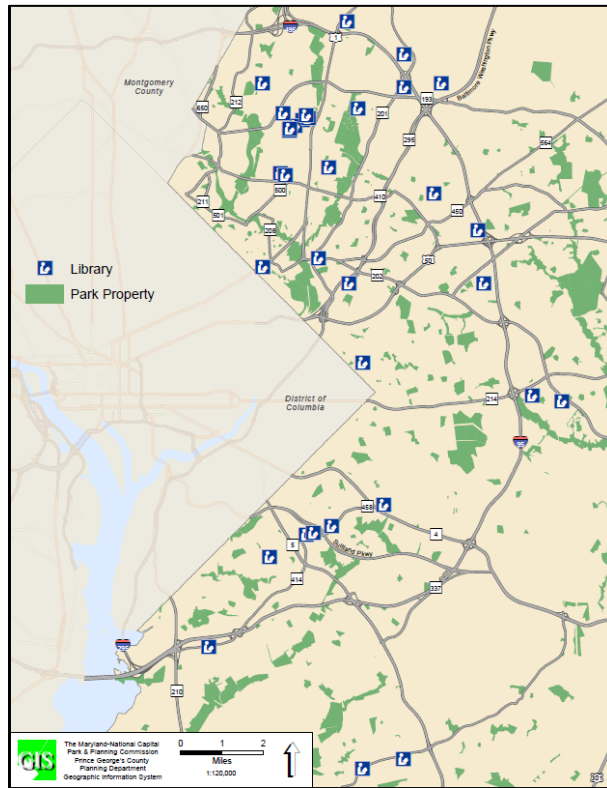 95
1
Montgomery
County
212
650
193
Baltimore Washington Pkwy
201
295
564
500
410
211
501
450
208
50
202
Library
Park Property
District of
Columbia
214
95
458
4
5
Suitland Pkwy
414
337
210
GIS
The Maryland-National Capital
Park & Planning Commission
Prince George's County
Planning Department
Geographic Information System
0 1 2
Miles
1:120,000
301